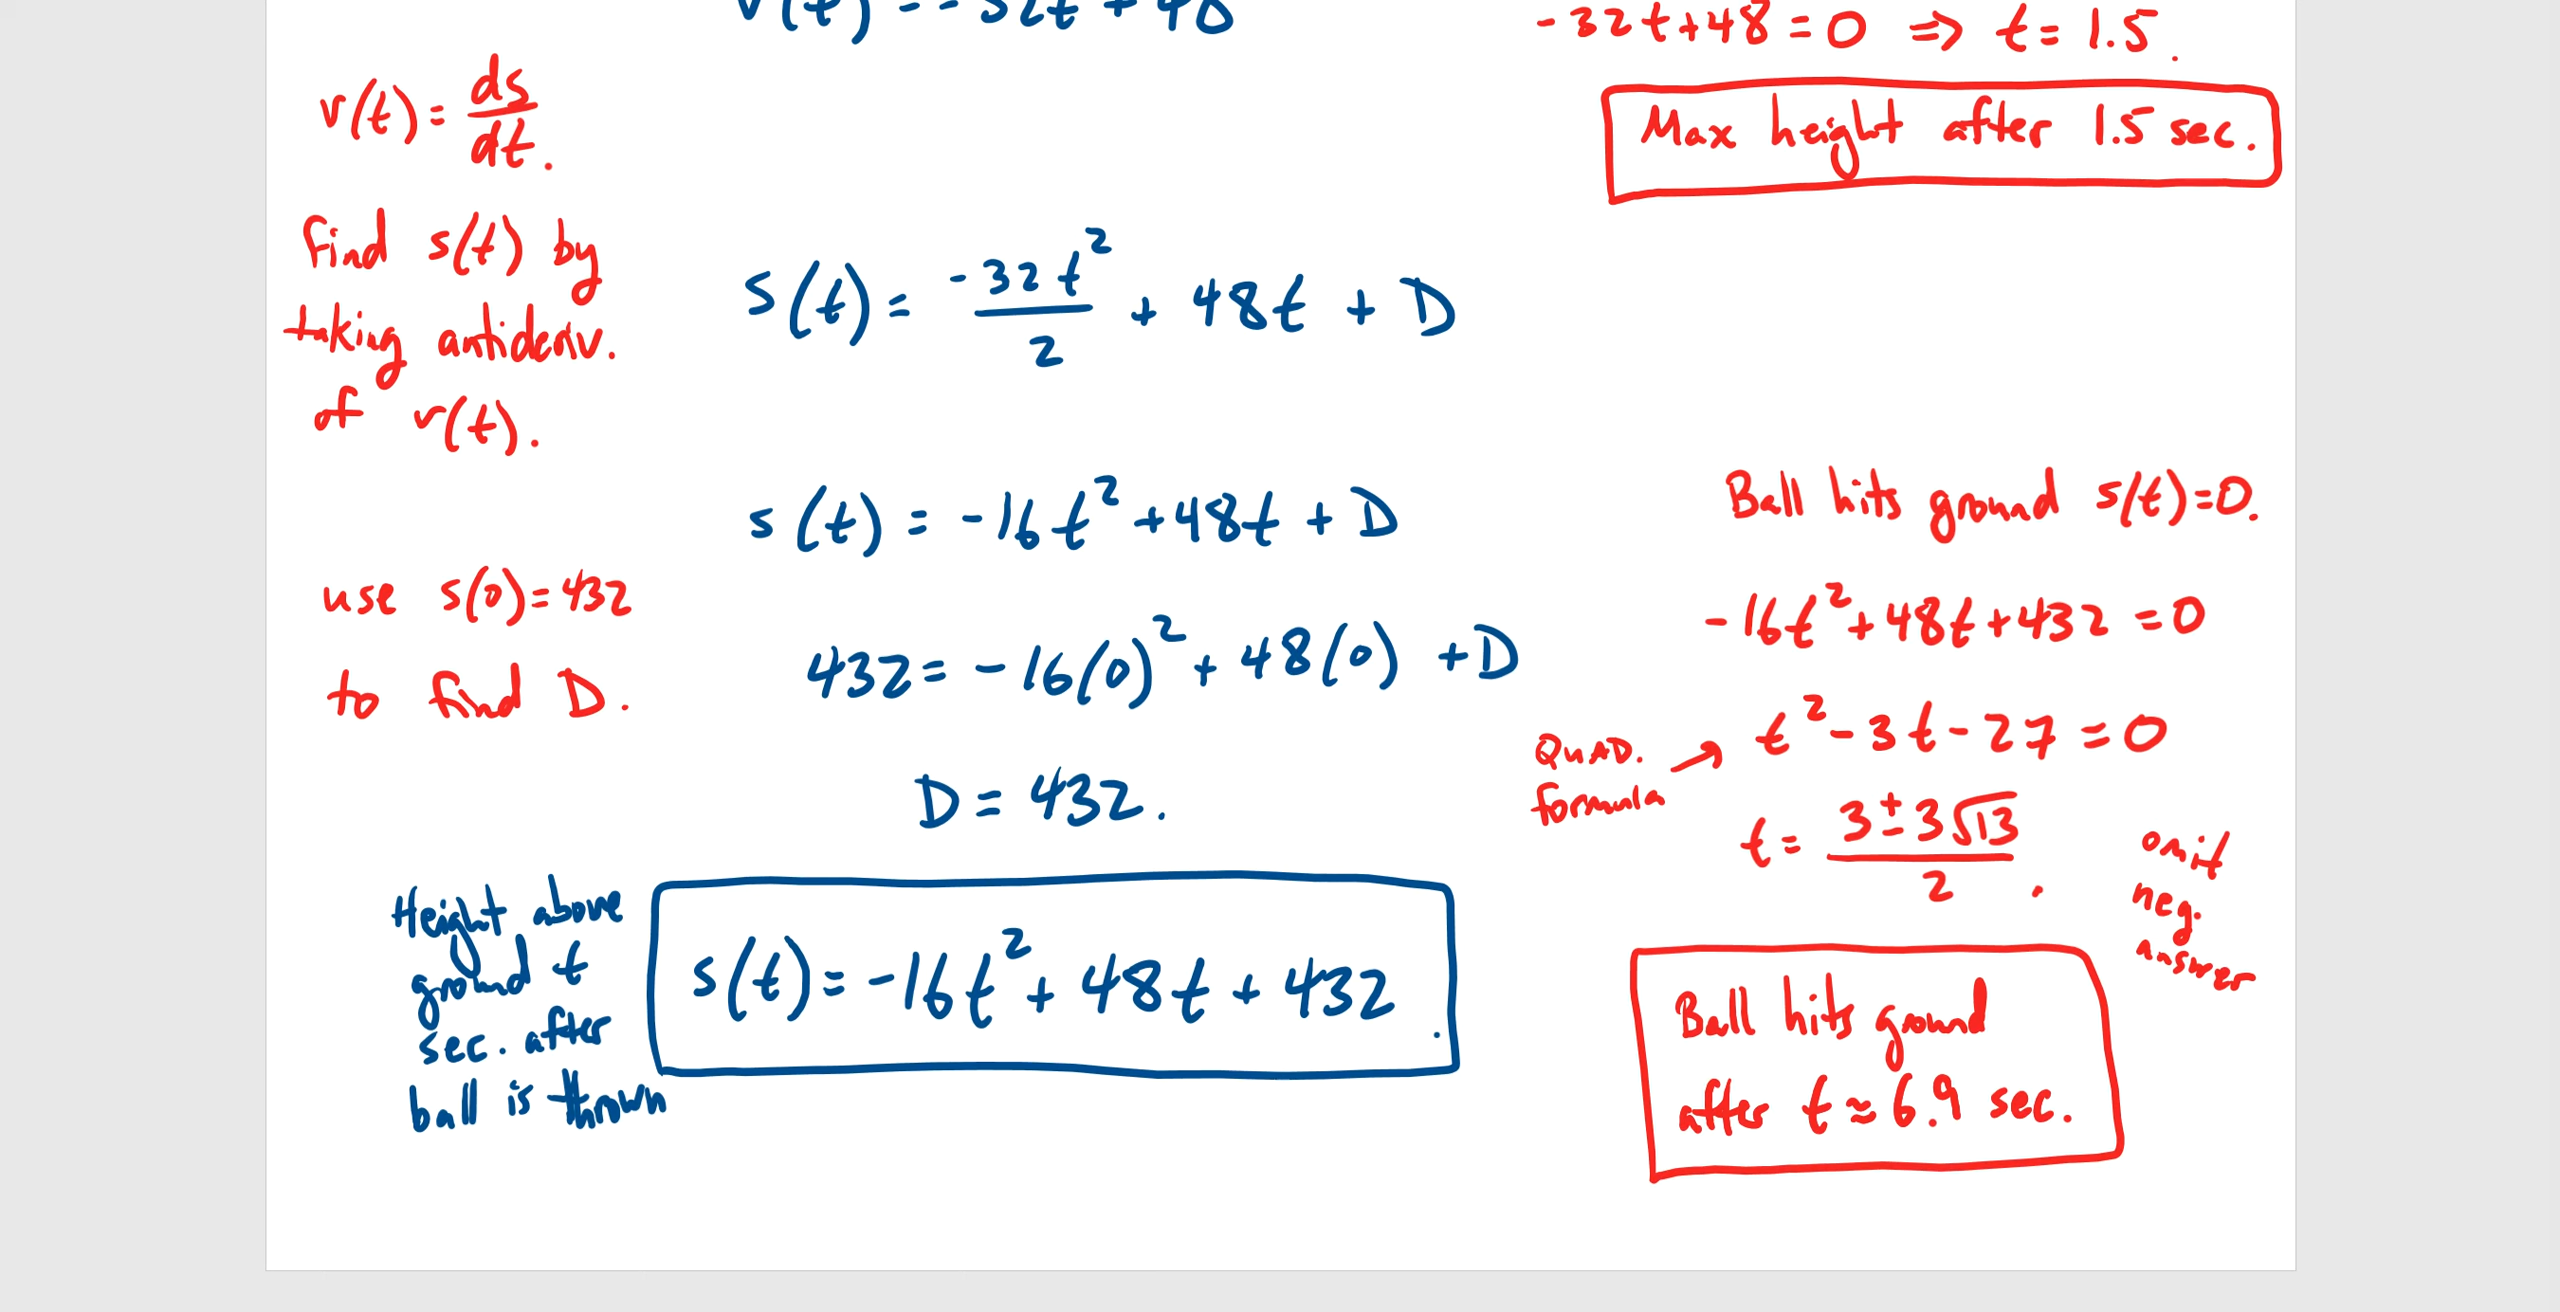 v(t) = -32t + 48
v(t) = ds/dt.
Find s(t) by
taking antideriv.
of v(t).
s(t) = -32t²/2 + 48t + D
s(t) = -16t² + 48t + D
use s(0) = 432
to find D.
432 = -16(0)² + 48(0) + D
D = 432.
Height above
ground t
sec. after
ball is thrown
s(t) = -16t² + 48t + 432.
-32t + 48 = 0 ⇒ t = 1.5.
Max height after 1.5 sec.
Ball hits ground s(t) = 0.
-16t² + 48t + 432 = 0
QUAD.
formula → t² - 3t - 27 = 0
t = (3 ± 3√13)/2.
omit
neg.
answer
Ball hits ground
after t ≈ 6.9 sec.